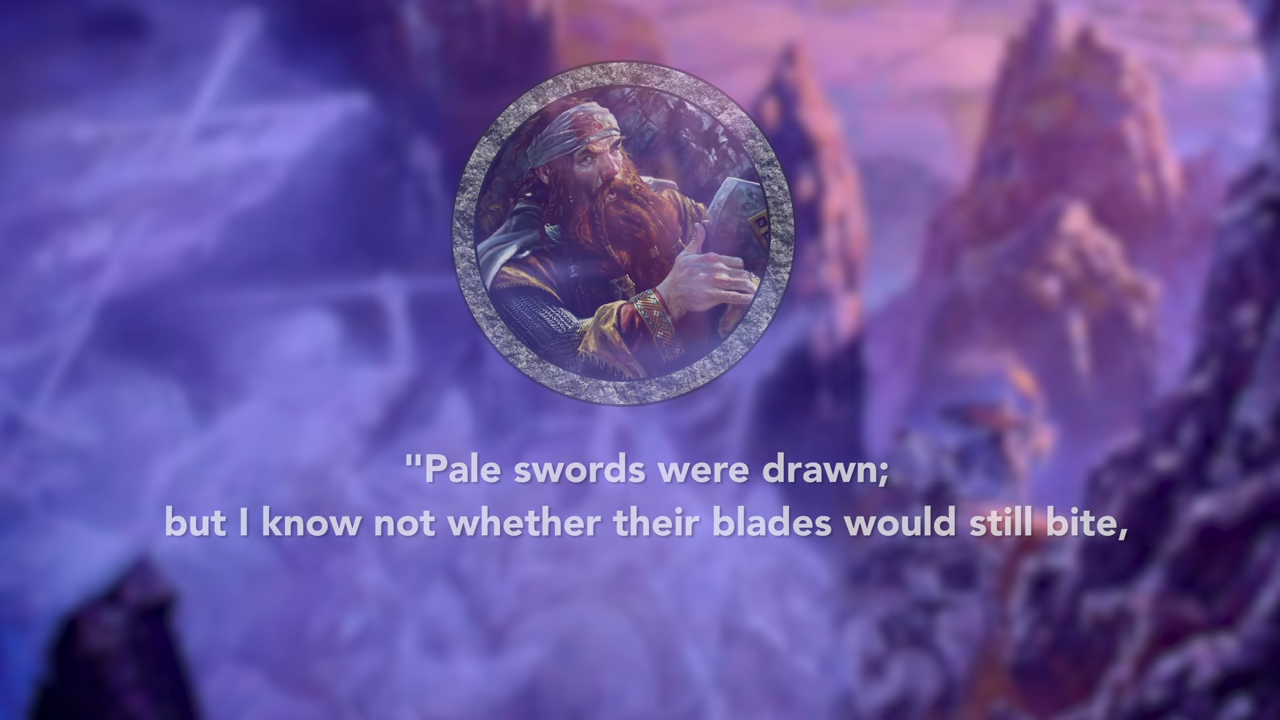 "Pale swords were drawn;
but I know not whether their blades would still bite,